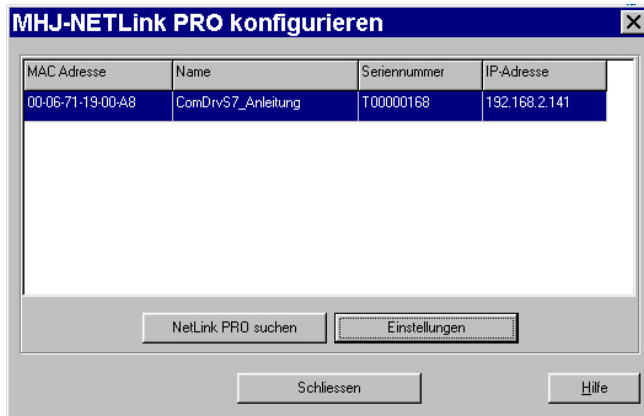 MHJ-NETLink PRO konfigurieren
MAC Adresse Name Seriennummer IP-Adresse
00-06-71-19-00-A8 ComDrvS7_Anleitung T00000168 192.168.2.141
NetLink PRO suchen Einstellungen
Schliessen Hilfe